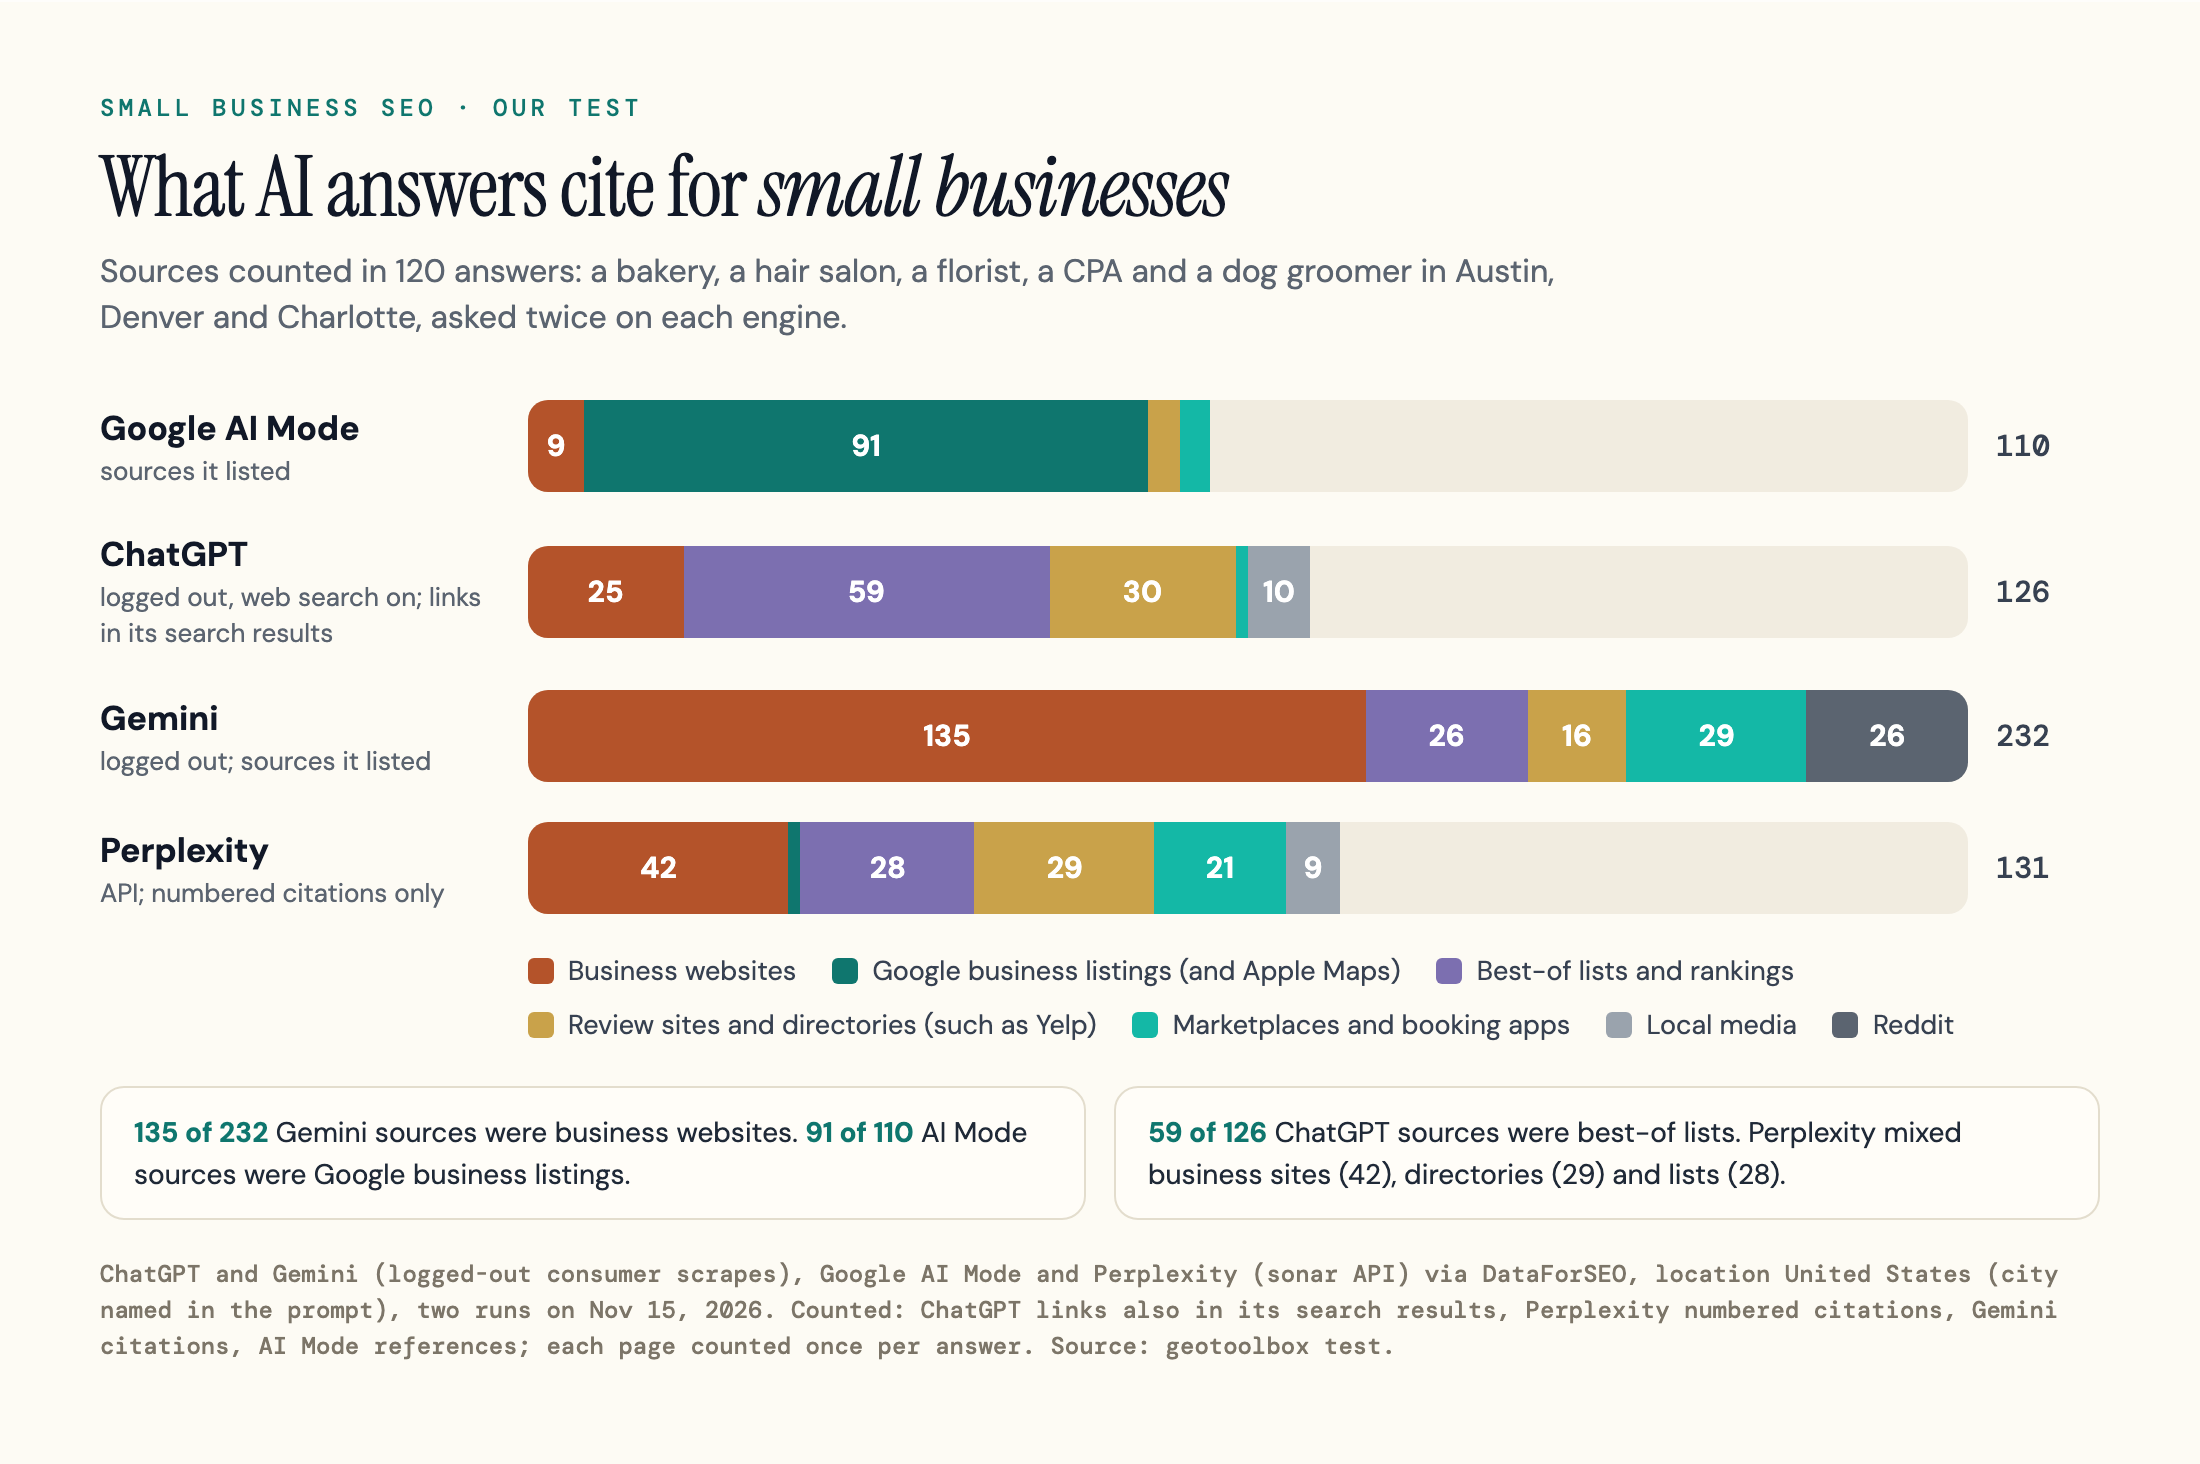 SMALL BUSINESS SEO · OUR TEST
What AI answers cite for small businesses
Sources counted in 120 answers: a bakery, a hair salon, a florist, a CPA and a dog groomer in Austin,
Denver and Charlotte, asked twice on each engine.
Google AI Mode
sources it listed
9
91
110
ChatGPT
logged out, web search on; links
in its search results
25
59
30
10
126
Gemini
logged out; sources it listed
135
26
16
29
26
232
Perplexity
API; numbered citations only
42
28
29
21
9
131
Business websites
Google business listings (and Apple Maps)
Best-of lists and rankings
Review sites and directories (such as Yelp)
Marketplaces and booking apps
Local media
Reddit
135 of 232 Gemini sources were business websites. 91 of 110 AI Mode
sources were Google business listings.
59 of 126 ChatGPT sources were best-of lists. Perplexity mixed
business sites (42), directories (29) and lists (28).
ChatGPT and Gemini (logged-out consumer scrapes), Google AI Mode and Perplexity (sonar API) via DataForSEO, location United States (city
named in the prompt), two runs on Nov 15, 2026. Counted: ChatGPT links also in its search results, Perplexity numbered citations, Gemini
citations, AI Mode references; each page counted once per answer. Source: geotoolbox test.